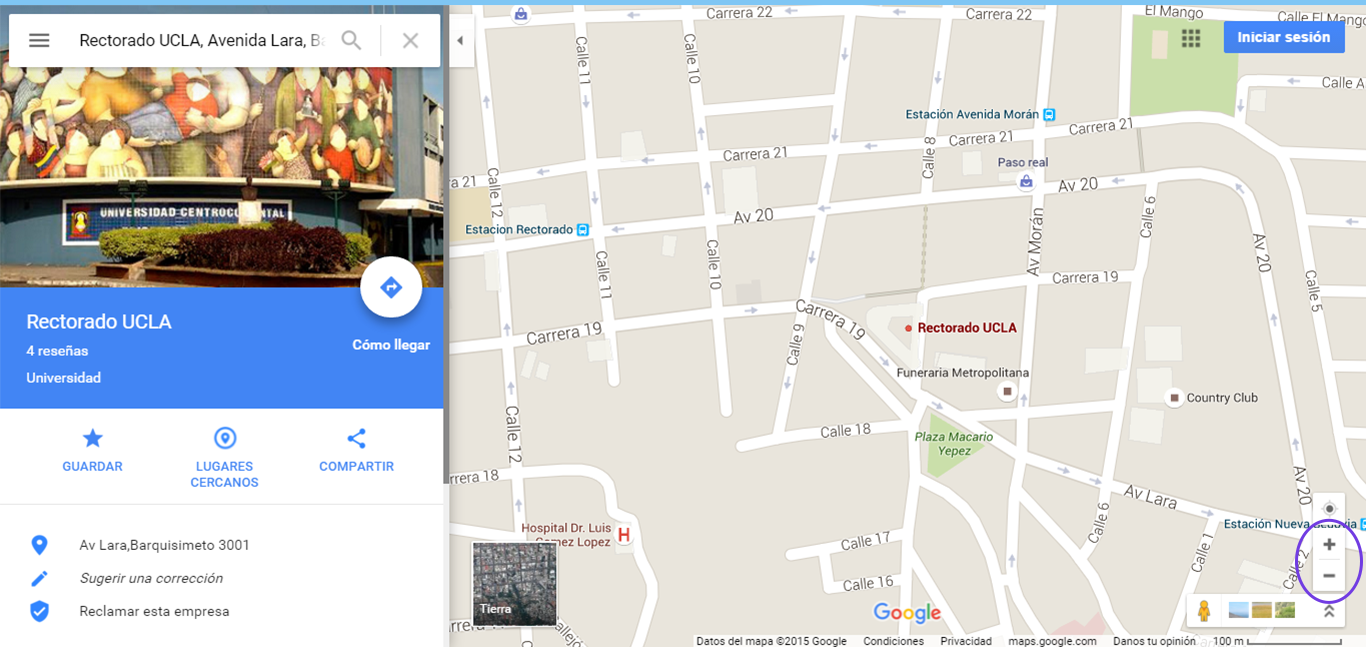 Rectorado UCLA, Avenida Lara, Ba
UNIVERSIDAD CENTROCCIDENTAL
Rectorado UCLA
4 reseñas
Universidad
Cómo llegar
GUARDAR
LUGARES
CERCANOS
COMPARTIR
Av Lara,Barquisimeto 3001
Sugerir una corrección
Reclamar esta empresa
Iniciar sesión
Carrera 22
Carrera 22
El Mango
Calle El Mango
Calle A
Calle 11
Calle 10
Estación Avenida Morán
Carrera 21
Carrera 21
Carrera 21
Calle 8
Paso real
ra 21
Calle 12
Av 20
Av 20
Estacion Rectorado
Calle 6
Av Morán
Av 20
Calle 11
Calle 10
Carrera 19
Calle 5
Carrera 19
Carrera 19
Calle 9
Rectorado UCLA
Funeraria Metropolitana
Country Club
Calle 12
Calle 18
Plaza Macario
Yepez
rrera 18
Av 20
Av Lara
Calle 6
Estación Nueva Segovia
Hospital Dr. Luis
Gomez Lopez
H
Calle 17
Calle 1
Calle 2
Calle 16
Tierra
Google
Callejó
Datos del mapa ©2015 Google
Condiciones
Privacidad
maps.google.com
Danos tu opinión
100 m